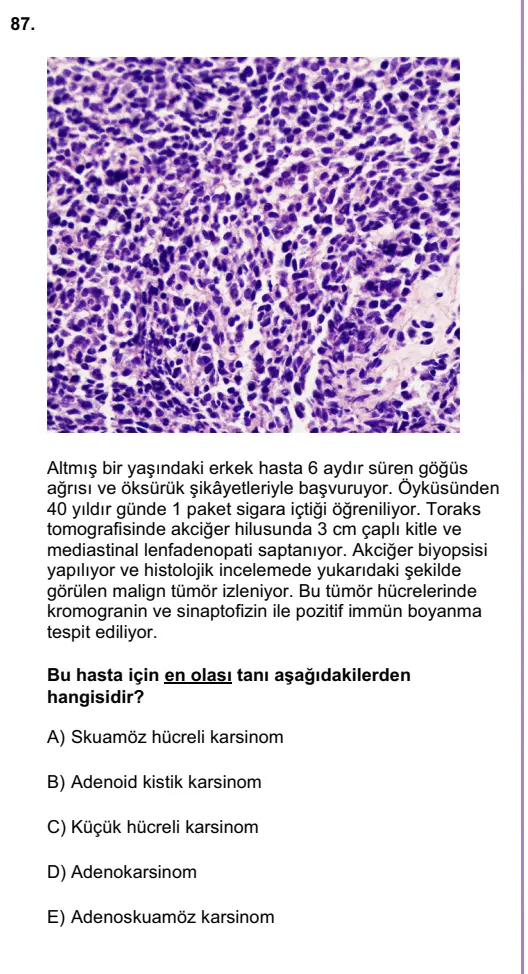 87.
Altmış bir yaşındaki erkek hasta 6 aydır süren göğüs
ağrısı ve öksürük şikâyetleriyle başvuruyor. Öyküsünden
40 yıldır günde 1 paket sigara içtiği öğreniliyor. Toraks
tomografisinde akciğer hilusunda 3 cm çaplı kitle ve
mediastinal lenfadenopati saptanıyor. Akciğer biyopsisi
yapılıyor ve histolojik incelemede yukarıdaki şekilde
görülen malign tümör izleniyor. Bu tümör hücrelerinde
kromogranin ve sinaptofizin ile pozitif immün boyanma
tespit ediliyor.
Bu hasta için en olası tanı aşağıdakilerden
hangisidir?
A) Skuamöz hücreli karsinom
B) Adenoid kistik karsinom
C) Küçük hücreli karsinom
D) Adenokarsinom
E) Adenoskuamöz karsinom